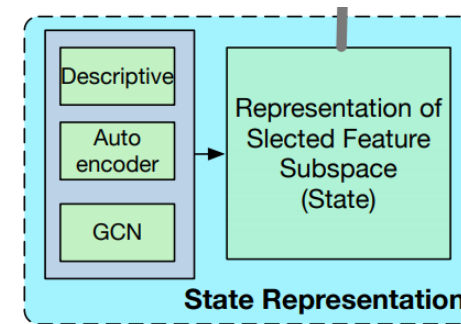 Descriptive
Auto
encoder
GCN
Representation of
Slected Feature
Subspace
(State)
State Representation